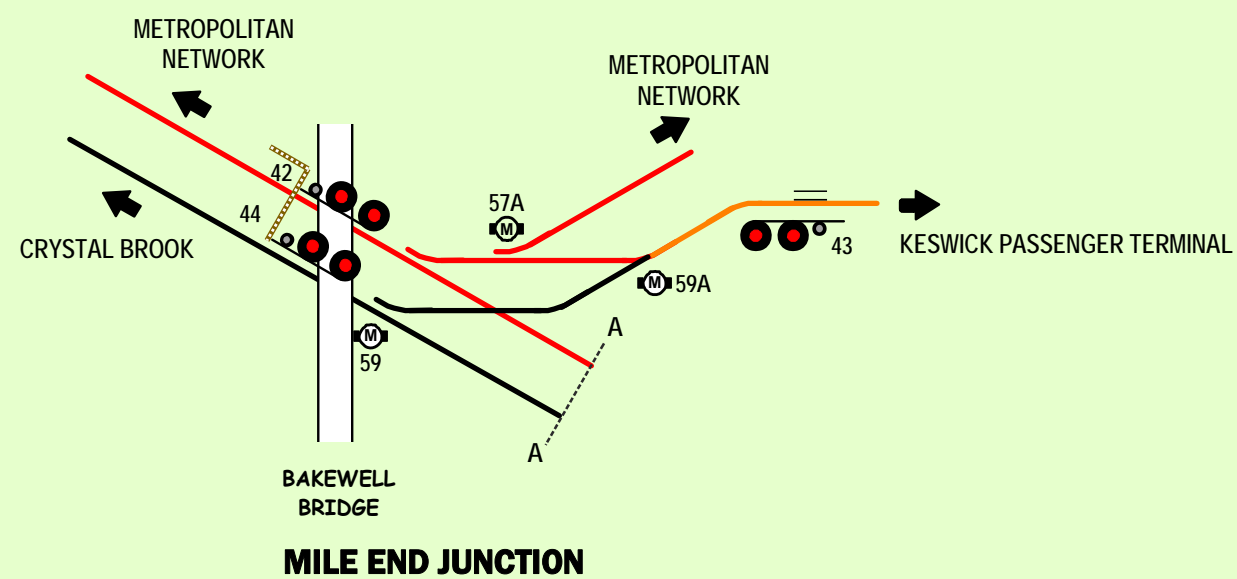 METROPOLITAN
NETWORK
METROPOLITAN
NETWORK
42
57A
M
44
43
CRYSTAL BROOK
KESWICK PASSENGER TERMINAL
M
59A
A
M
59
A
BAKEWELL
BRIDGE
MILE END JUNCTION